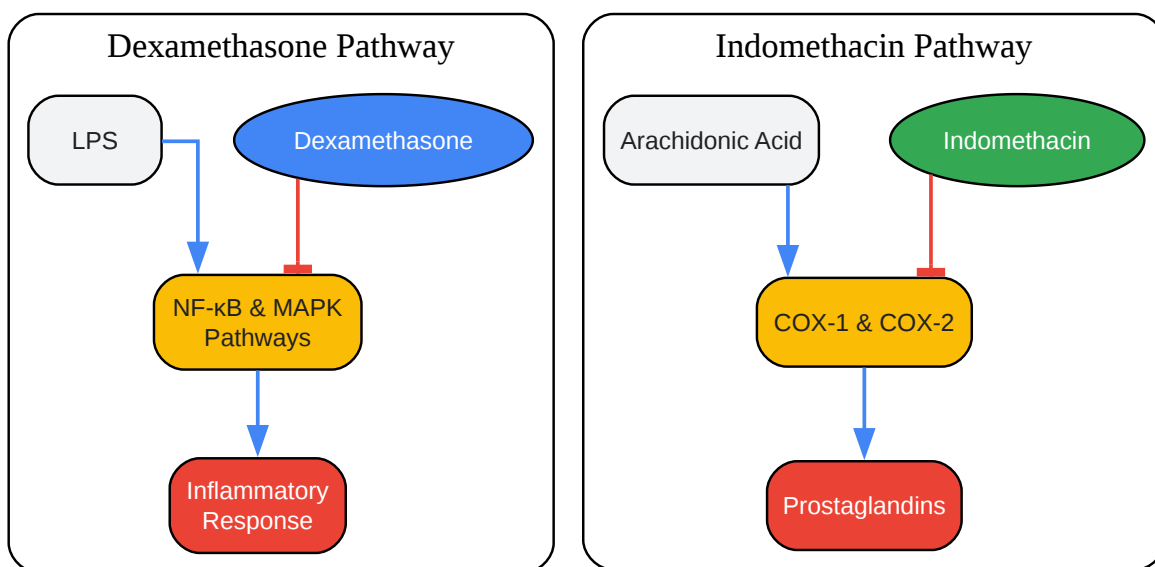 Dexamethasone Pathway
LPS
Dexamethasone
NF-κB & MAPK
Pathways
Inflammatory
Response
Indomethacin Pathway
Arachidonic Acid
Indomethacin
COX-1 & COX-2
Prostaglandins